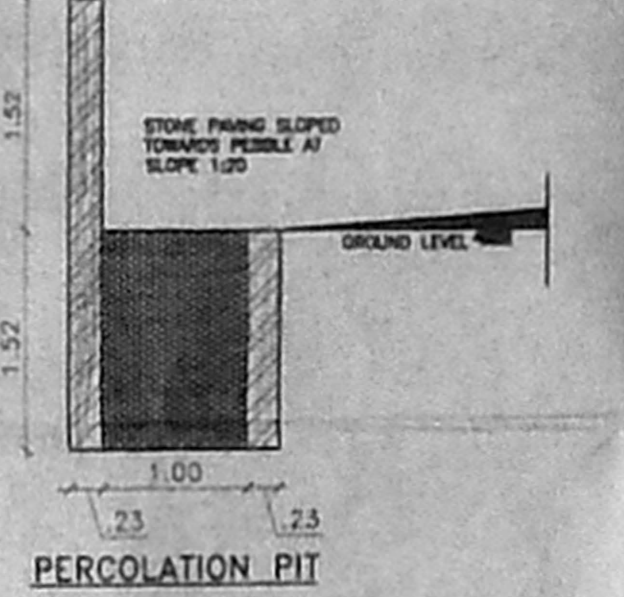 1.52
STONE PAVING SLOPED
TOWARDS PEBBLE AT
SLOPE 1:20
GROUND LEVEL
1.52
1.00
.23
.23
PERCOLATION PIT